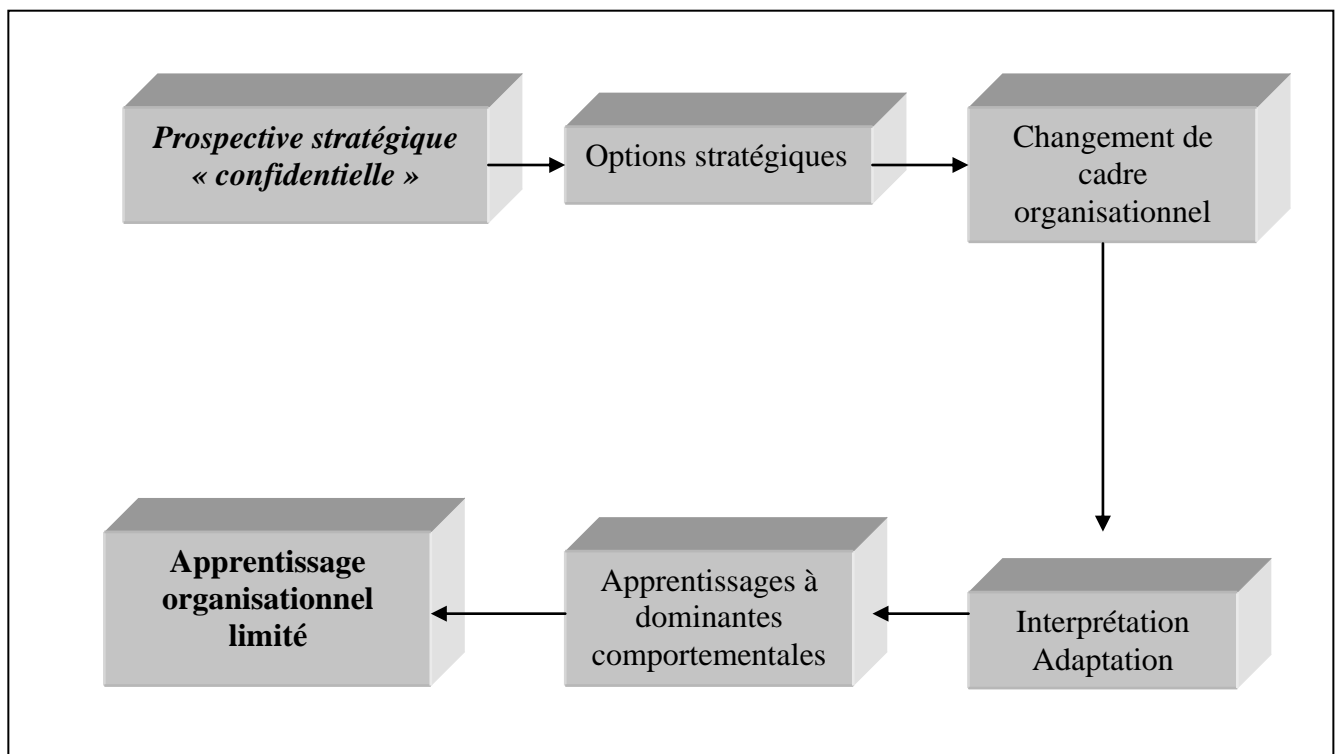 Prospective stratégique
« confidentielle »
Options stratégiques
Changement de
cadre
organisationnel
Apprentissage
organisationnel
limité
Apprentissages à
dominantes
comportementales
Interprétation
Adaptation